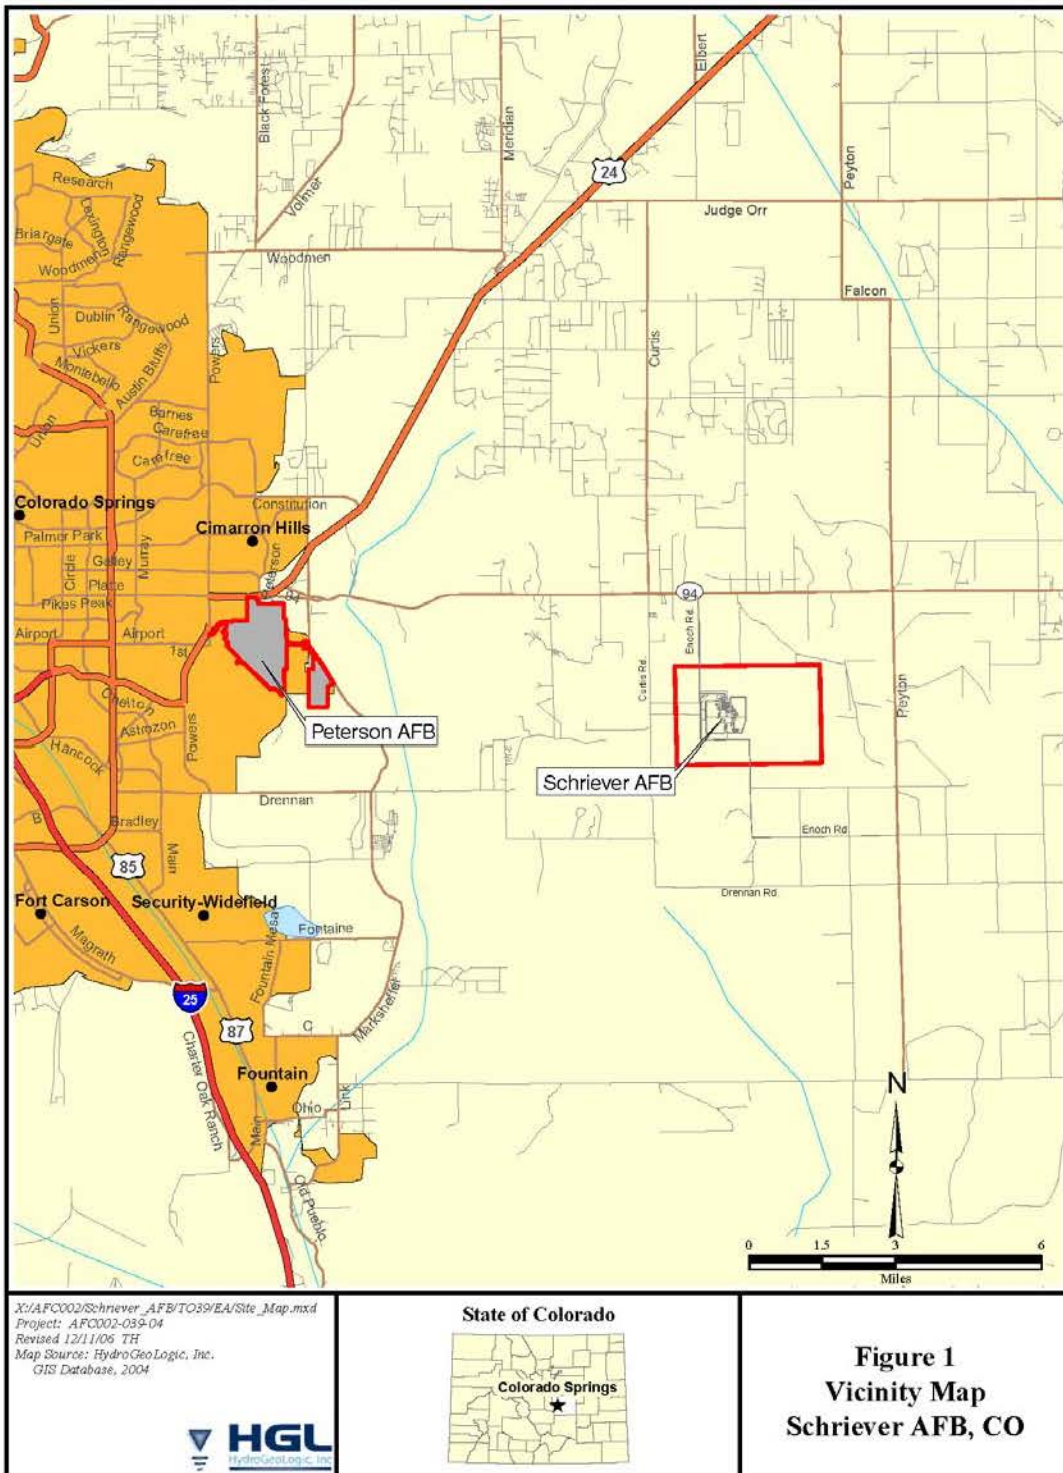 Elbert
Black Forest
Meridian
Peyton
24
Research
Volmer
Lexington
Rangewood
Judge Orr
Briargate
Woodmen
Woodmen
Falcon
Union
Dublin
Rangewood
Vickers
Powers
Curtis
Montebello
Austin Bluffs
Union
Barnes
Carefree
Carefree
Colorado Springs
Constitution
Cimarron Hills
Palmer Park
Murray
Galley
Circle
Peterson
Platte
94
94
Pikes Peak
Airport
Airport
1st
Enoch Rd.
Curtis Rd.
Peyton
Chelton
Astrozon
Powers
Peterson AFB
Hancock
Schriever AFB
Drennan
B
Bradley
Enoch Rd.
Main
85
Drennan Rd.
Fort Carson
Security-Widefield
Magrath
Fountain Mesa
Fontaine
25
87
C
Marksheffel
Charter Oak Ranch
Fountain
Link
Ohio
Main
Old Pueblo
N
0 1.5 3 6
Miles
X:/AFC002/Schriever_AFB/TO39/EA/Site_Map.mxd
Project: AFC002-039-04
Revised 12/11/06 TH
Map Source: HydroGeoLogic, Inc.
GIS Database, 2004
HGL
HydroGeoLogic, Inc
State of Colorado
Colorado Springs
Figure 1
Vicinity Map
Schriever AFB, CO